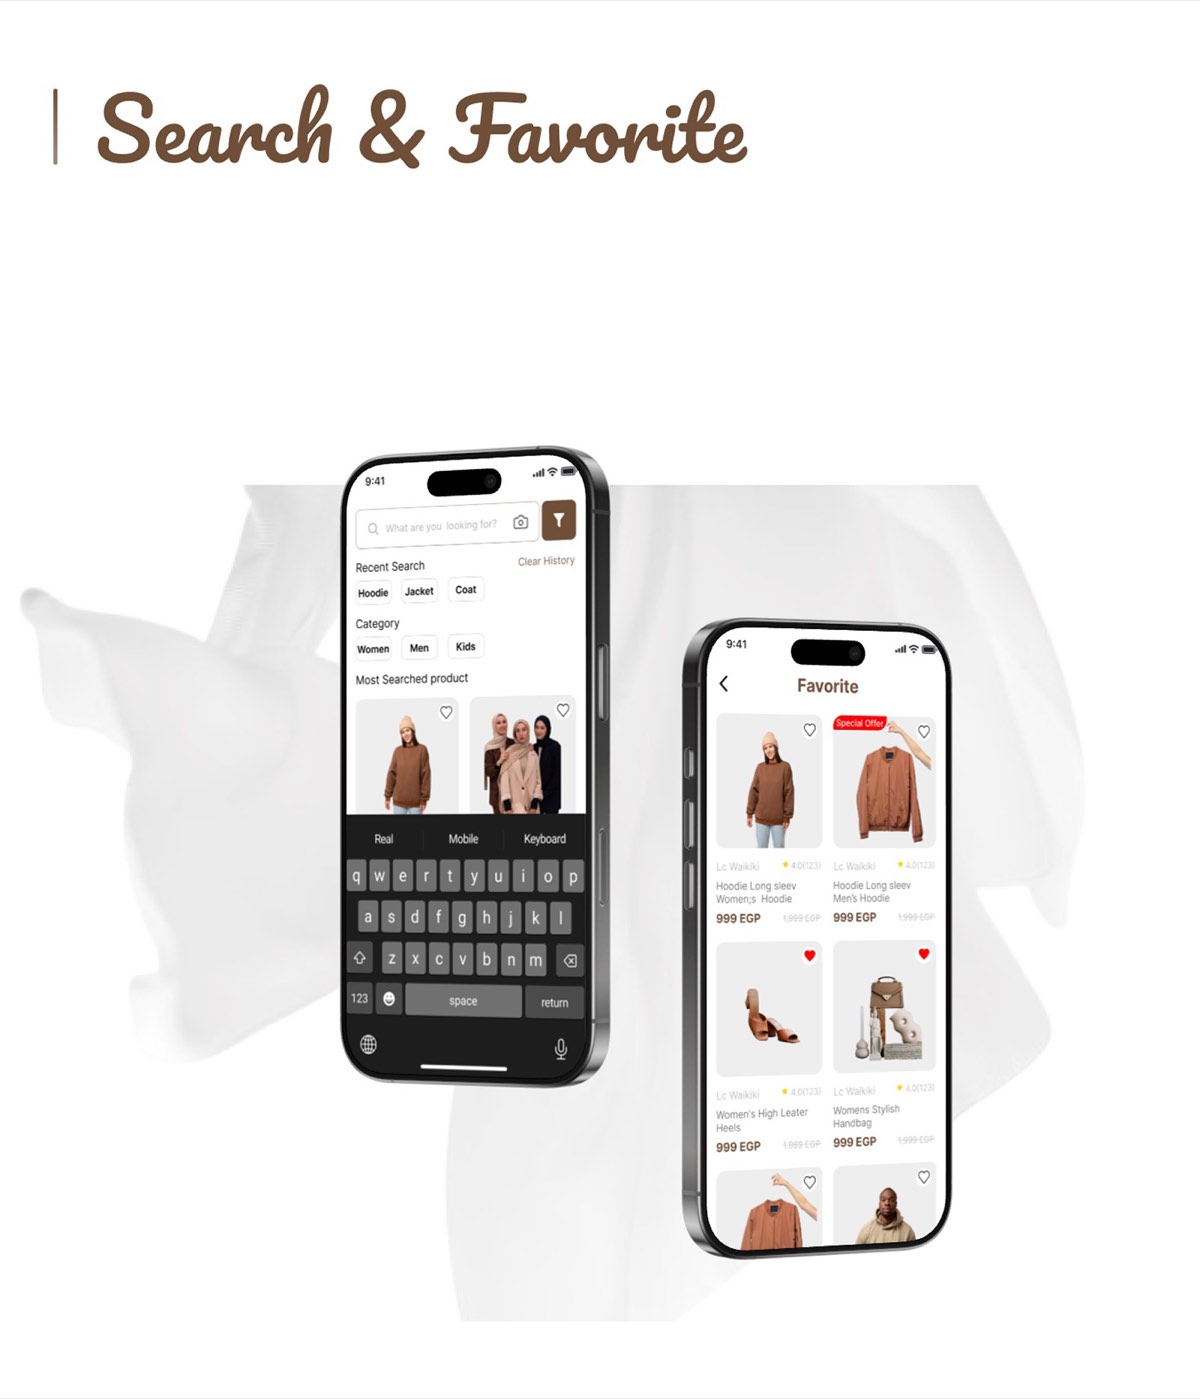 Search & Favorite
9:41
What are you looking for?
Recent Search
Clear History
Hoodie
Jacket
Coat
Category
Women
Men
Kids
Most Searched product
Real
Mobile
Keyboard
q w e r t y u i o p
a s d f g h j k l
z x c v b n m
123
space
return
9:41
Favorite
Special Offer
Lc Waikiki
4.0(123)
Hoodie Long sleev
Women;s Hoodie
999 EGP
1,999 EGP
Lc Waikiki
4.0(123)
Hoodie Long sleev
Men's Hoodie
999 EGP
1,999 EGP
Lc Waikiki
4.0(123)
Women's High Leater
Heels
999 EGP
1,999 EGP
Lc Waikiki
4.0(123)
Womens Stylish
Handbag
999 EGP
1,999 EGP